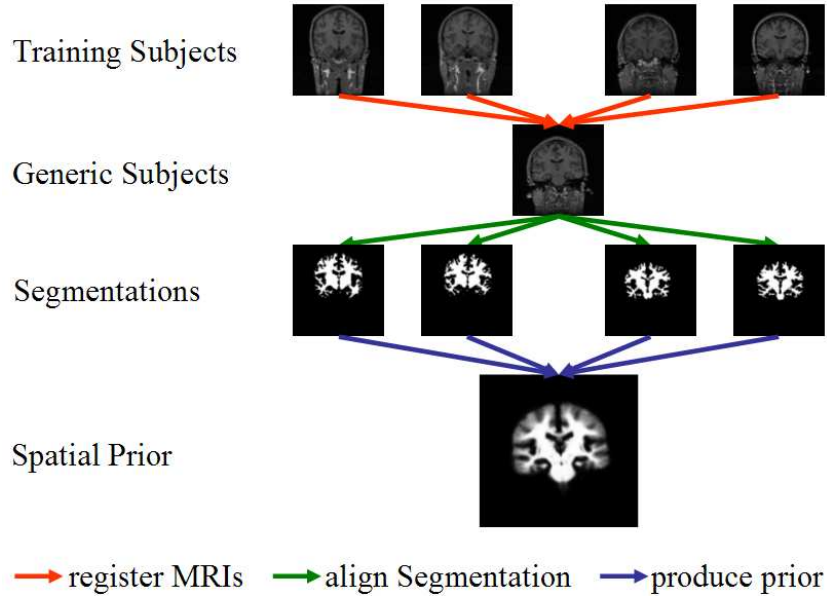 Training Subjects
Generic Subjects
Segmentations
Spatial Prior
register MRIs align Segmentation produce prior